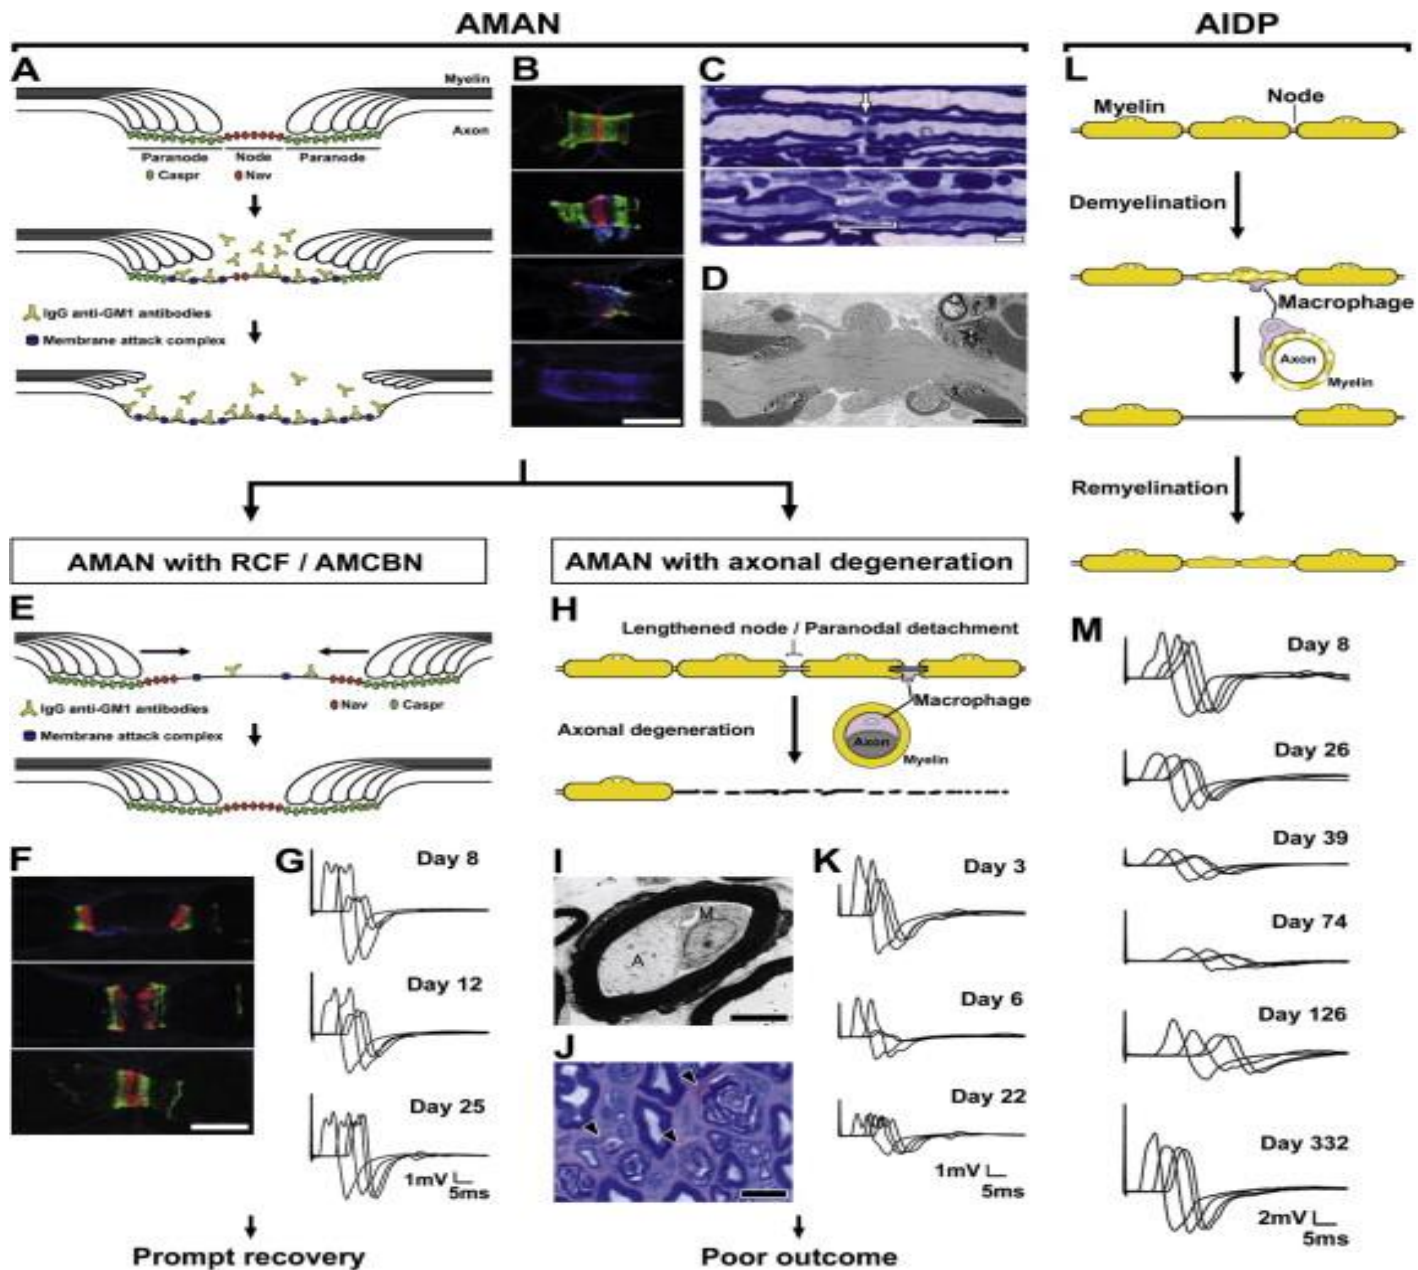 AMAN
AIDP
A
Myelin
Axon
Paranode Node Paranode
Caspr Nav
IgG anti-GM1 antibodies
Membrane attack complex
B
C
D
L
Myelin
Node
Demyelination
Macrophage
Axon
Myelin
Remyelination
AMAN with RCF / AMCBN
AMAN with axonal degeneration
E
IgG anti-GM1 antibodies
Nav Caspr
Membrane attack complex
H
Lengthened node / Paranodal detachment
Macrophage
Axonal degeneration
Axon
Myelin
F
G
Day 8
Day 12
Day 25
1mV
5ms
I
M
A
J
K
Day 3
Day 6
Day 22
1mV
5ms
M
Day 8
Day 26
Day 39
Day 74
Day 126
Day 332
2mV
5ms
Prompt recovery
Poor outcome